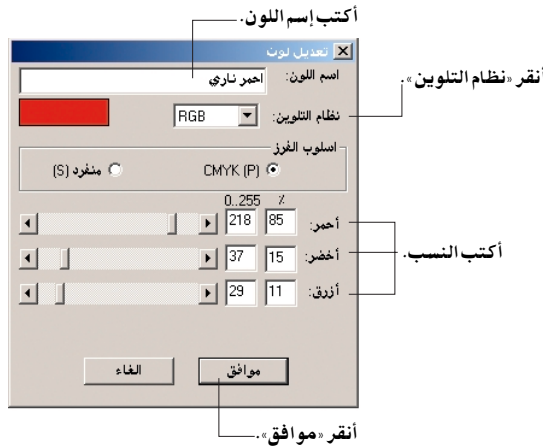 أكتب إسم اللون.
تعديل لون
اسم اللون: احمر ناري
أنقر «نظام التلوين».
نظام التلوين: RGB
اسلوب الفرز
CMYK (P) منفرد (S)
% 0..255
أحمر: 85 218
أخضر: 15 37
أزرق: 11 29
أكتب النسب.
موافق الغاء
أنقر «موافق».